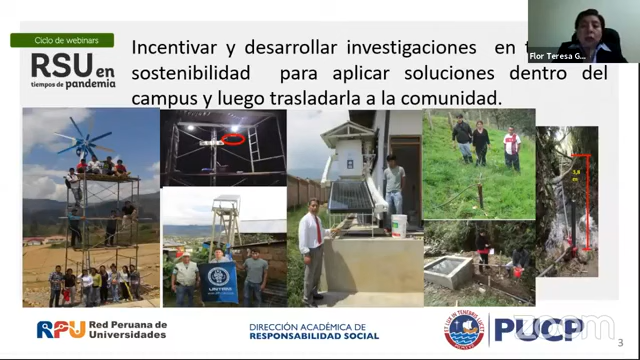 Ciclo de webinars
RSU en
tiempos de pandemia
Incentivar y desarrollar investigaciones en
sostenibilidad para aplicar soluciones dentro del
campus y luego trasladarla a la comunidad.
Flor Teresa G...
RPU Red Peruana de
Universidades
DIRECCIÓN ACADÉMICA DE
RESPONSABILIDAD SOCIAL
PUCP
zoom
3